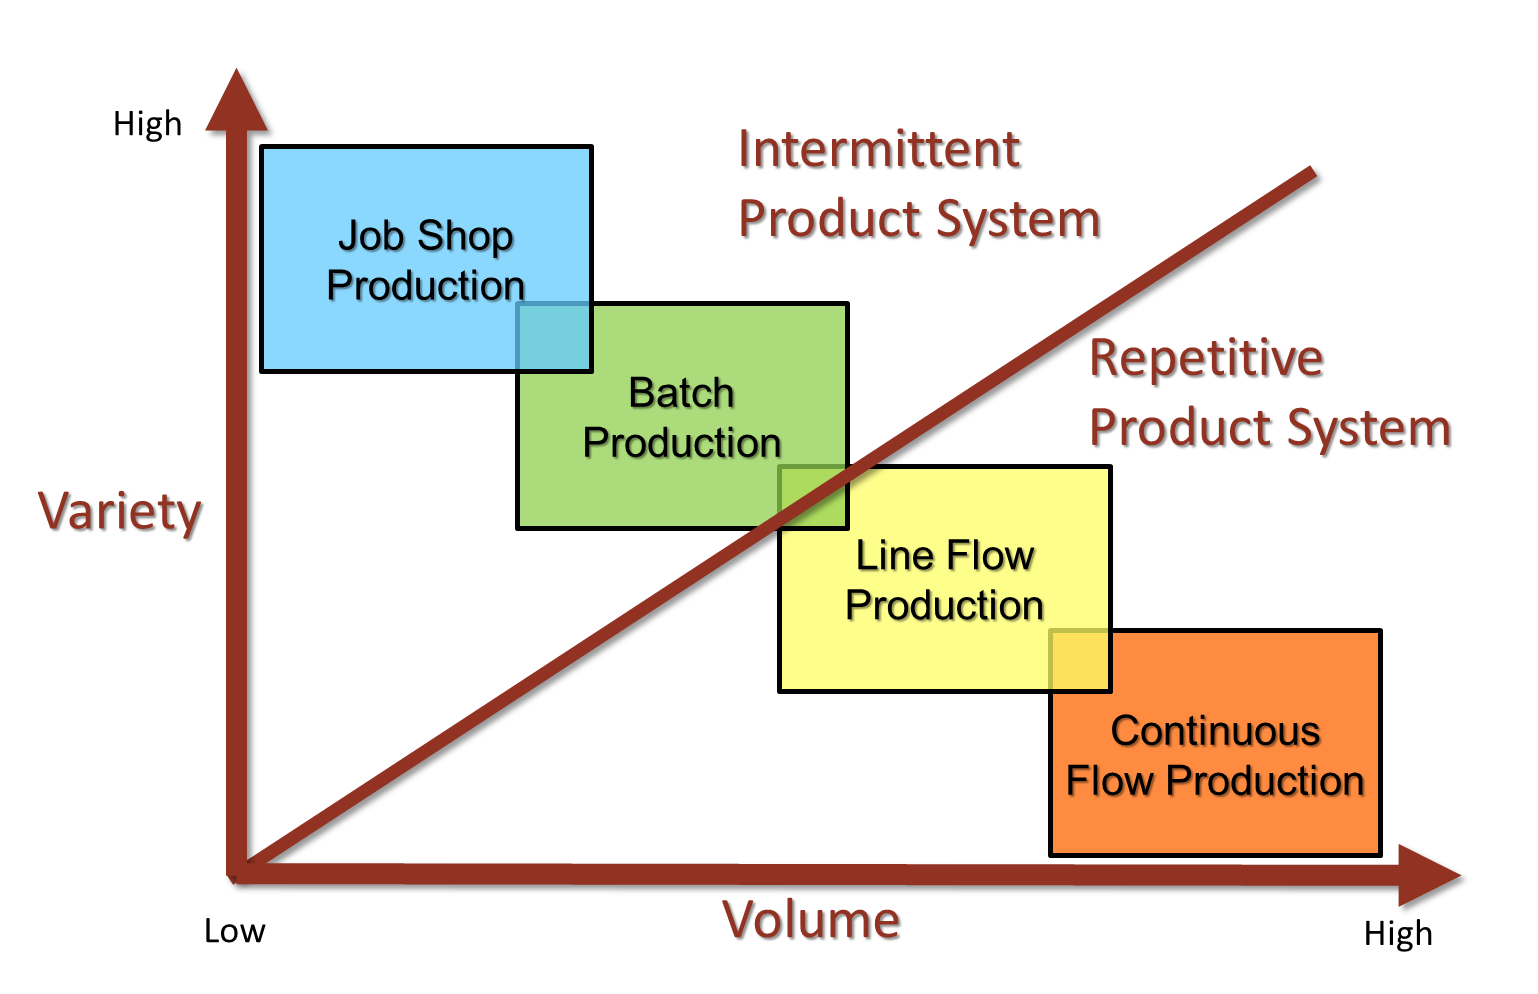 High
Intermittent
Product System
Job Shop
Production
Repetitive
Product System
Batch
Production
Variety
Line Flow
Production
Continuous
Flow Production
Low
Volume
High